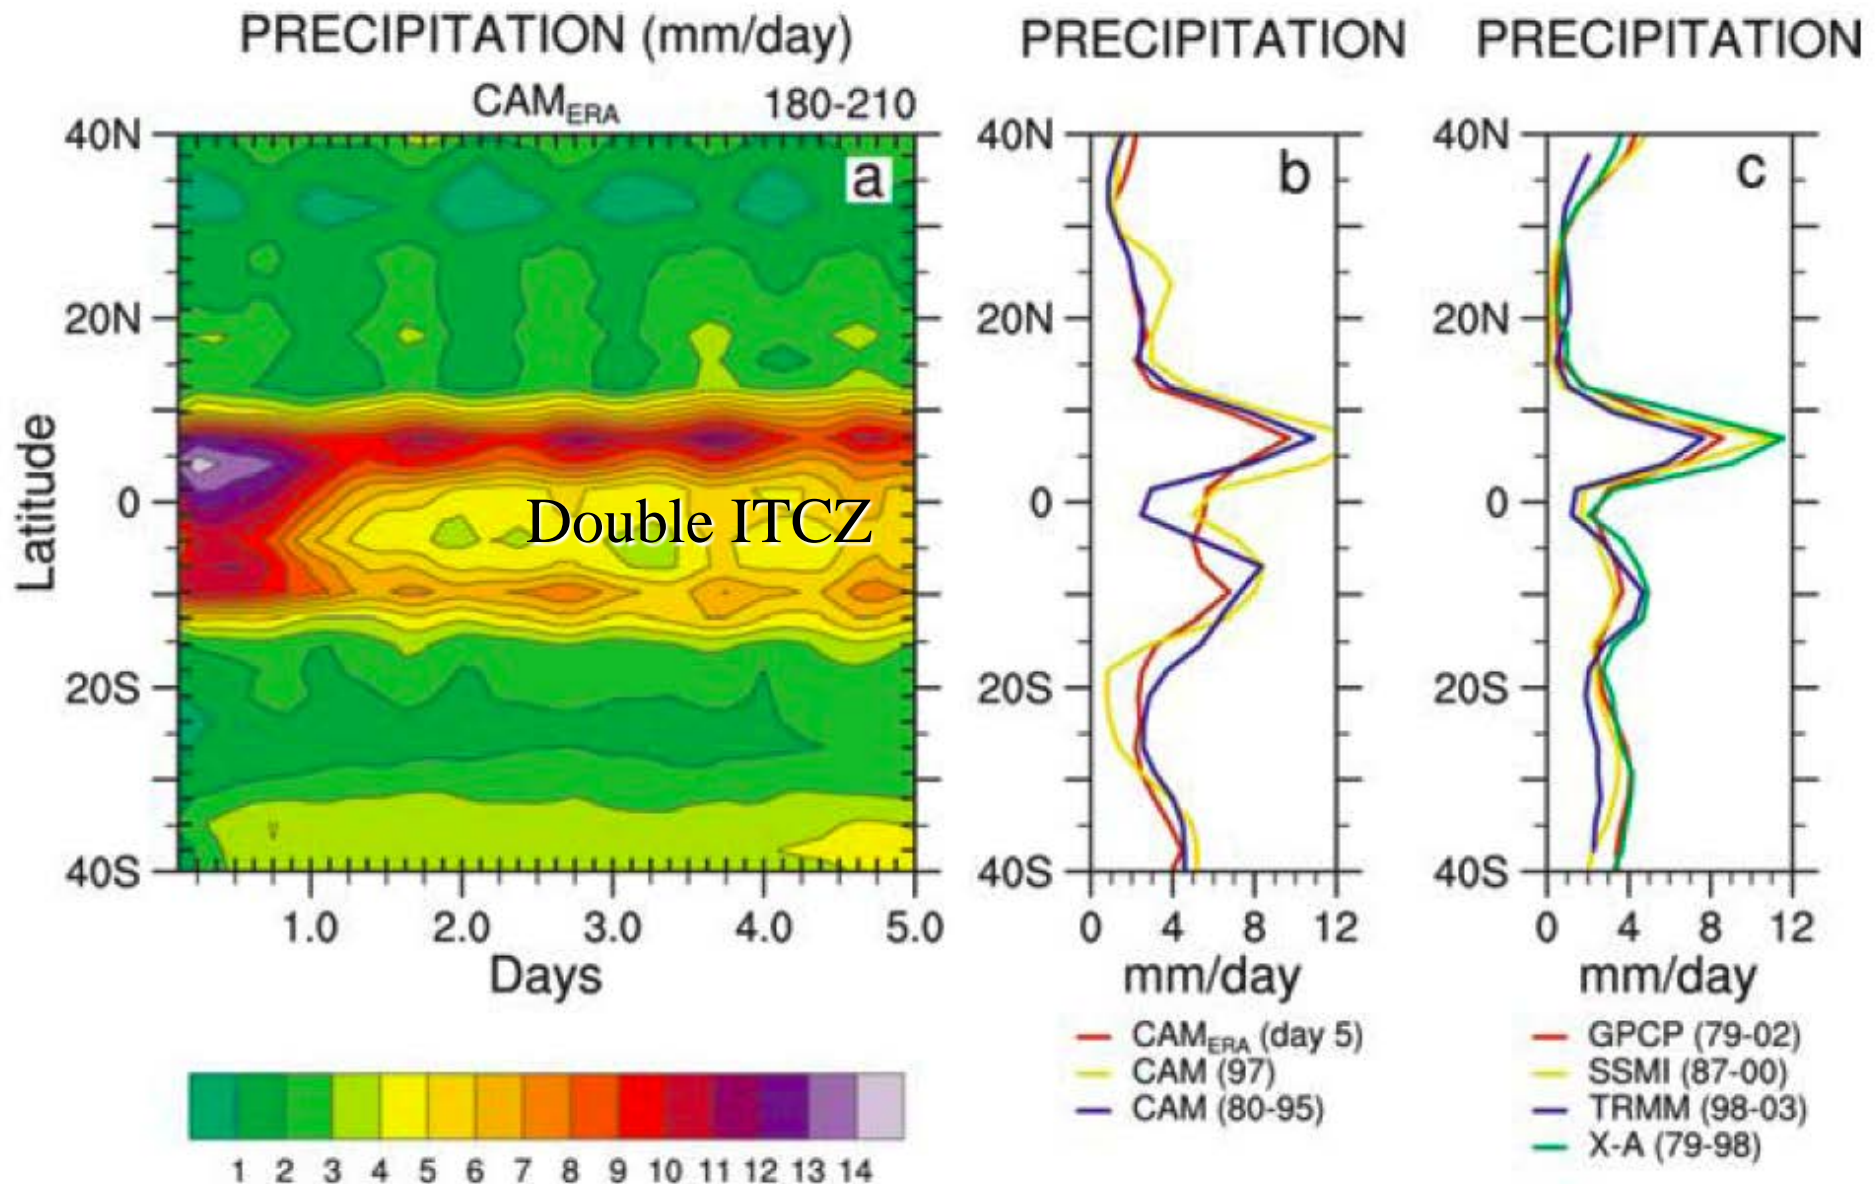 PRECIPITATION (mm/day)
CAMERA 180-210
a
40N
20N
0
20S
40S
Latitude
Double ITCZ
1.0 2.0 3.0 4.0 5.0
Days
1 2 3 4 5 6 7 8 9 10 11 12 13 14
PRECIPITATION
b
40N
20N
0
20S
40S
0 4 8 12
mm/day
CAMERA (day 5)
CAM (97)
CAM (80-95)
PRECIPITATION
c
40N
20N
0
20S
40S
0 4 8 12
mm/day
GPCP (79-02)
SSMI (87-00)
TRMM (98-03)
X-A (79-98)